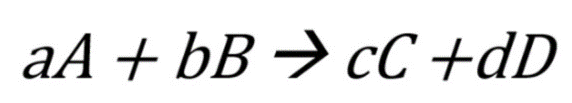 aA + bB → cC +dD